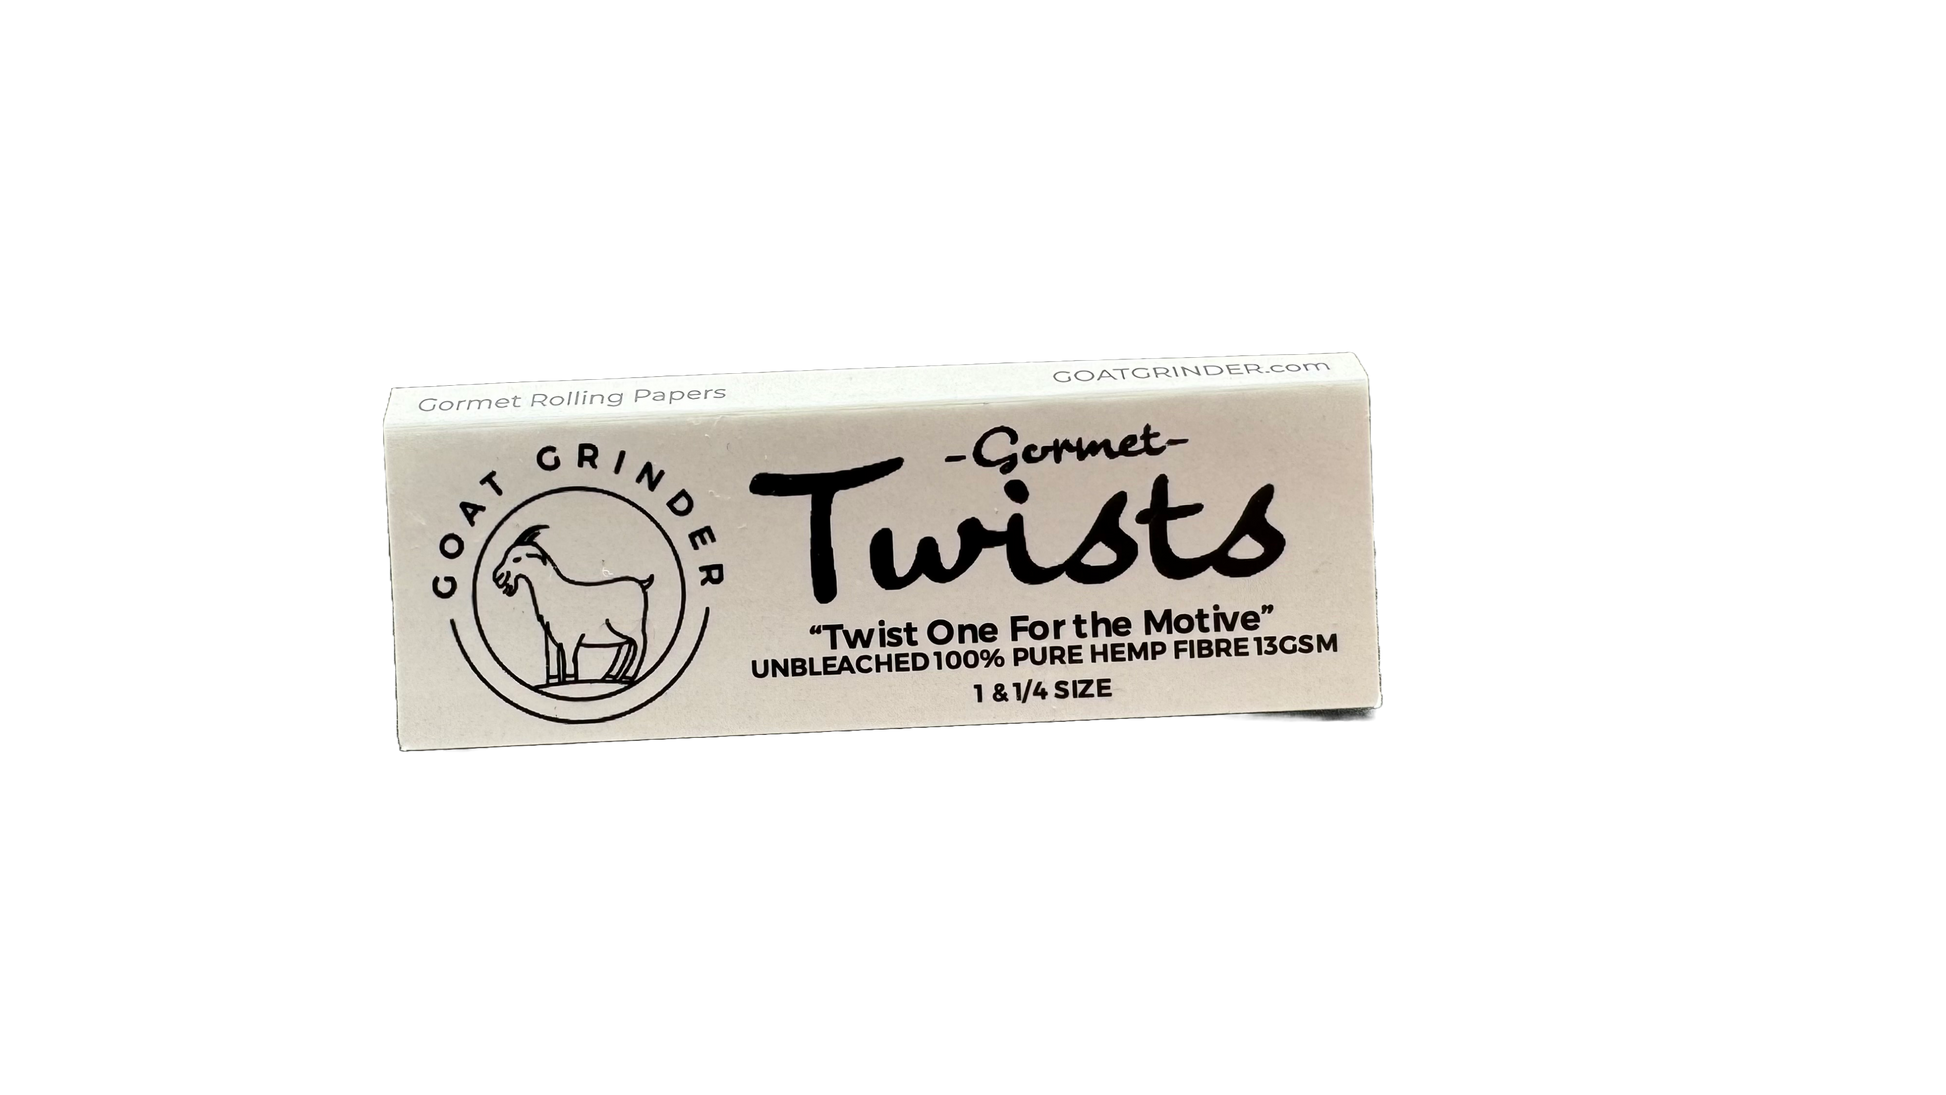 Gormet Rolling Papers
GOATGRINDER.com
GOAT GRINDER
-Gormet-
Twists
“Twist One For the Motive”
UNBLEACHED 100% PURE HEMP FIBRE 13GSM
1 & 1/4 SIZE